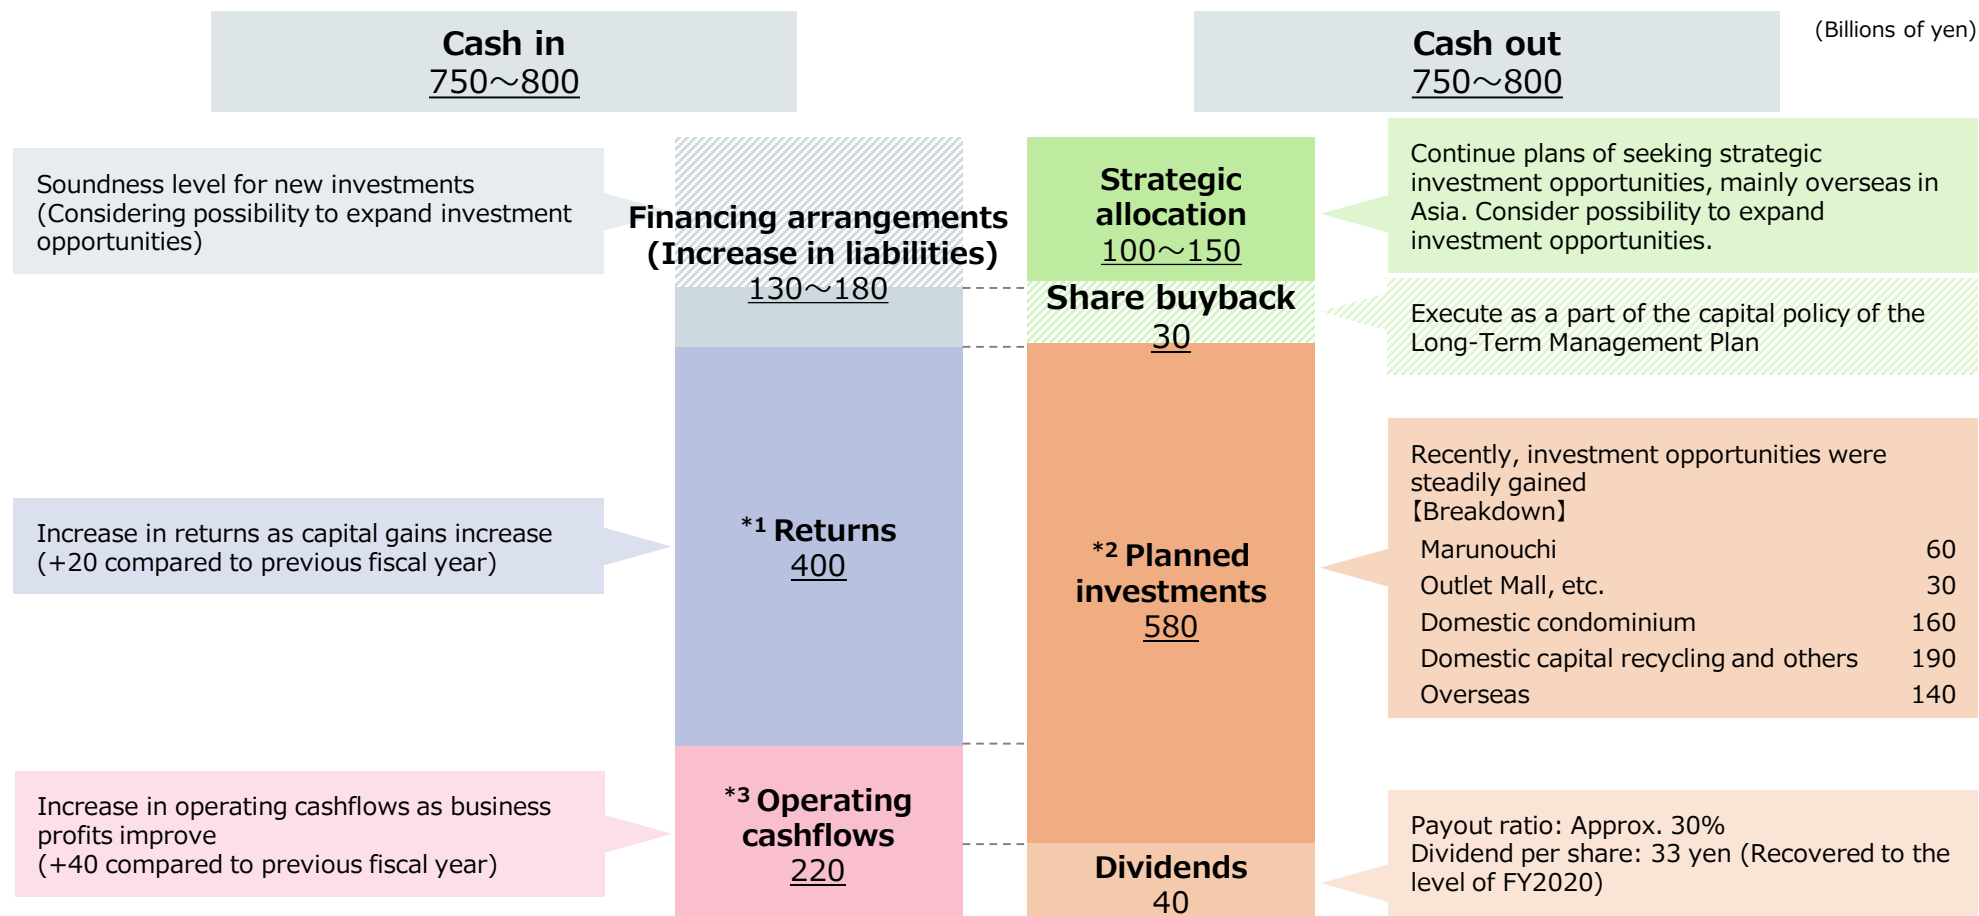 Cash in
750～800
Cash out
750～800
(Billions of yen)
Soundness level for new investments
(Considering possibility to expand investment
opportunities)
Financing arrangements
(Increase in liabilities)
130～180
Strategic
allocation
100～150
Continue plans of seeking strategic
investment opportunities, mainly overseas in
Asia. Consider possibility to expand
investment opportunities.
Share buyback
30
Execute as a part of the capital policy of the
Long-Term Management Plan
Increase in returns as capital gains increase
(+20 compared to previous fiscal year)
*1 Returns
400
*2 Planned
investments
580
Recently, investment opportunities were
steadily gained
【Breakdown】
Marunouchi 60
Outlet Mall, etc. 30
Domestic condominium 160
Domestic capital recycling and others 190
Overseas 140
Increase in operating cashflows as business
profits improve
(+40 compared to previous fiscal year)
*3 Operating
cashflows
220
Dividends
40
Payout ratio: Approx. 30%
Dividend per share: 33 yen (Recovered to the
level of FY2020)